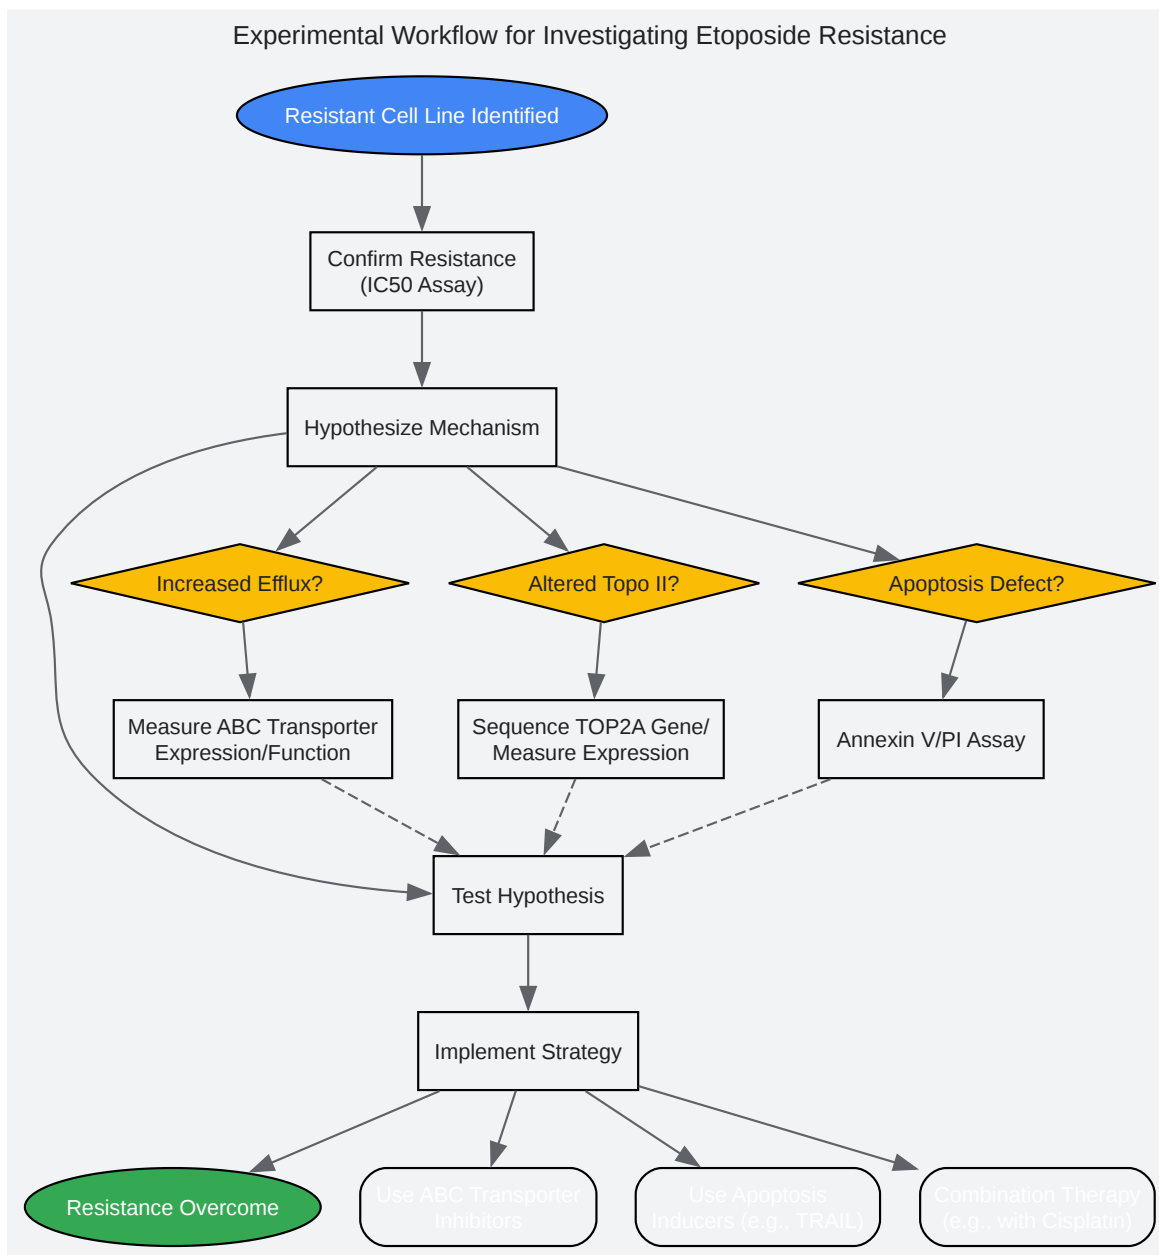 Experimental Workflow for Investigating Etoposide Resistance
Resistant Cell Line Identified
Confirm Resistance
(IC50 Assay)
Hypothesize Mechanism
Increased Efflux?
Altered Topo II?
Apoptosis Defect?
Measure ABC Transporter
Expression/Function
Sequence TOP2A Gene/
Measure Expression
Annexin V/PI Assay
Test Hypothesis
Implement Strategy
Resistance Overcome
Use ABC Transporter
Inhibitors
Use Apoptosis
Inducers (e.g., TRAIL)
Combination Therapy
(e.g., with Cisplatin)